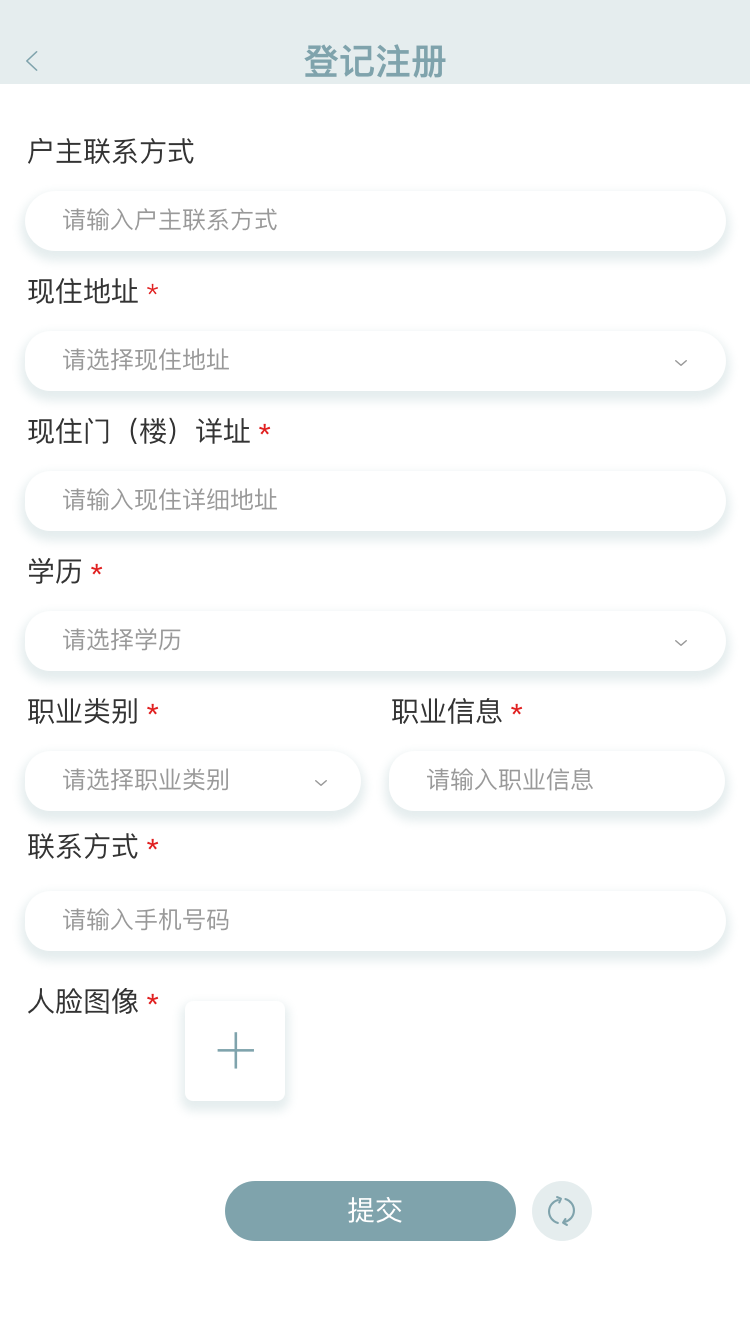 登记注册
户主联系方式
请输入户主联系方式
现住地址 *
请选择现住地址
现住门（楼）详址 *
请输入现住详细地址
学历 *
请选择学历
职业类别 * 职业信息 *
请选择职业类别 请输入职业信息
联系方式 *
请输入手机号码
人脸图像 *
提交